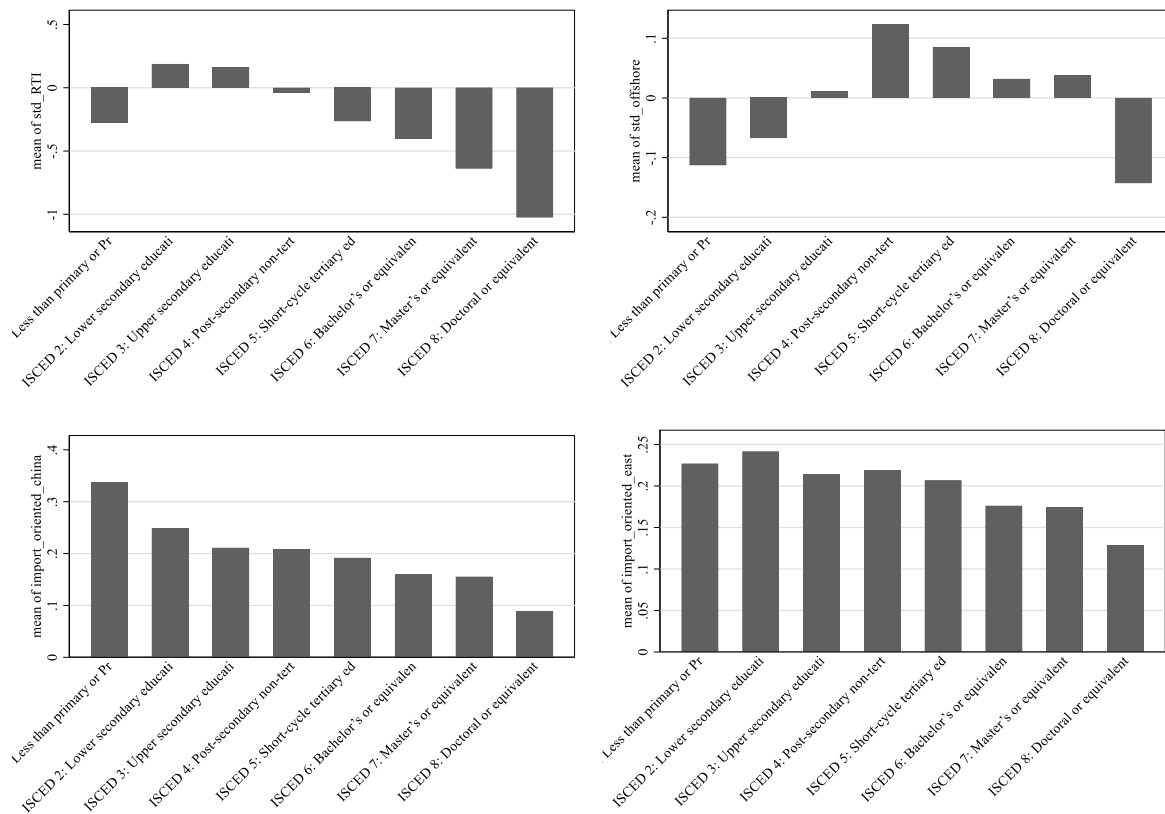 mean of std_RTI
.5
0
-.5
-1
Less than primary or Pr
ISCED 2: Lower secondary educati
ISCED 3: Upper secondary educati
ISCED 4: Post-secondary non-tert
ISCED 5: Short-cycle tertiary ed
ISCED 6: Bachelor's or equivalen
ISCED 7: Master's or equivalent
ISCED 8: Doctoral or equivalent
mean of std_offshore
.1
0
-.1
-.2
Less than primary or Pr
ISCED 2: Lower secondary educati
ISCED 3: Upper secondary educati
ISCED 4: Post-secondary non-tert
ISCED 5: Short-cycle tertiary ed
ISCED 6: Bachelor's or equivalen
ISCED 7: Master's or equivalent
ISCED 8: Doctoral or equivalent
mean of import_oriented_china
.4
.3
.2
.1
0
Less than primary or Pr
ISCED 2: Lower secondary educati
ISCED 3: Upper secondary educati
ISCED 4: Post-secondary non-tert
ISCED 5: Short-cycle tertiary ed
ISCED 6: Bachelor's or equivalen
ISCED 7: Master's or equivalent
ISCED 8: Doctoral or equivalent
mean of import_oriented_east
.25
.2
.15
.1
.05
0
Less than primary or Pr
ISCED 2: Lower secondary educati
ISCED 3: Upper secondary educati
ISCED 4: Post-secondary non-tert
ISCED 5: Short-cycle tertiary ed
ISCED 6: Bachelor's or equivalen
ISCED 7: Master's or equivalent
ISCED 8: Doctoral or equivalent